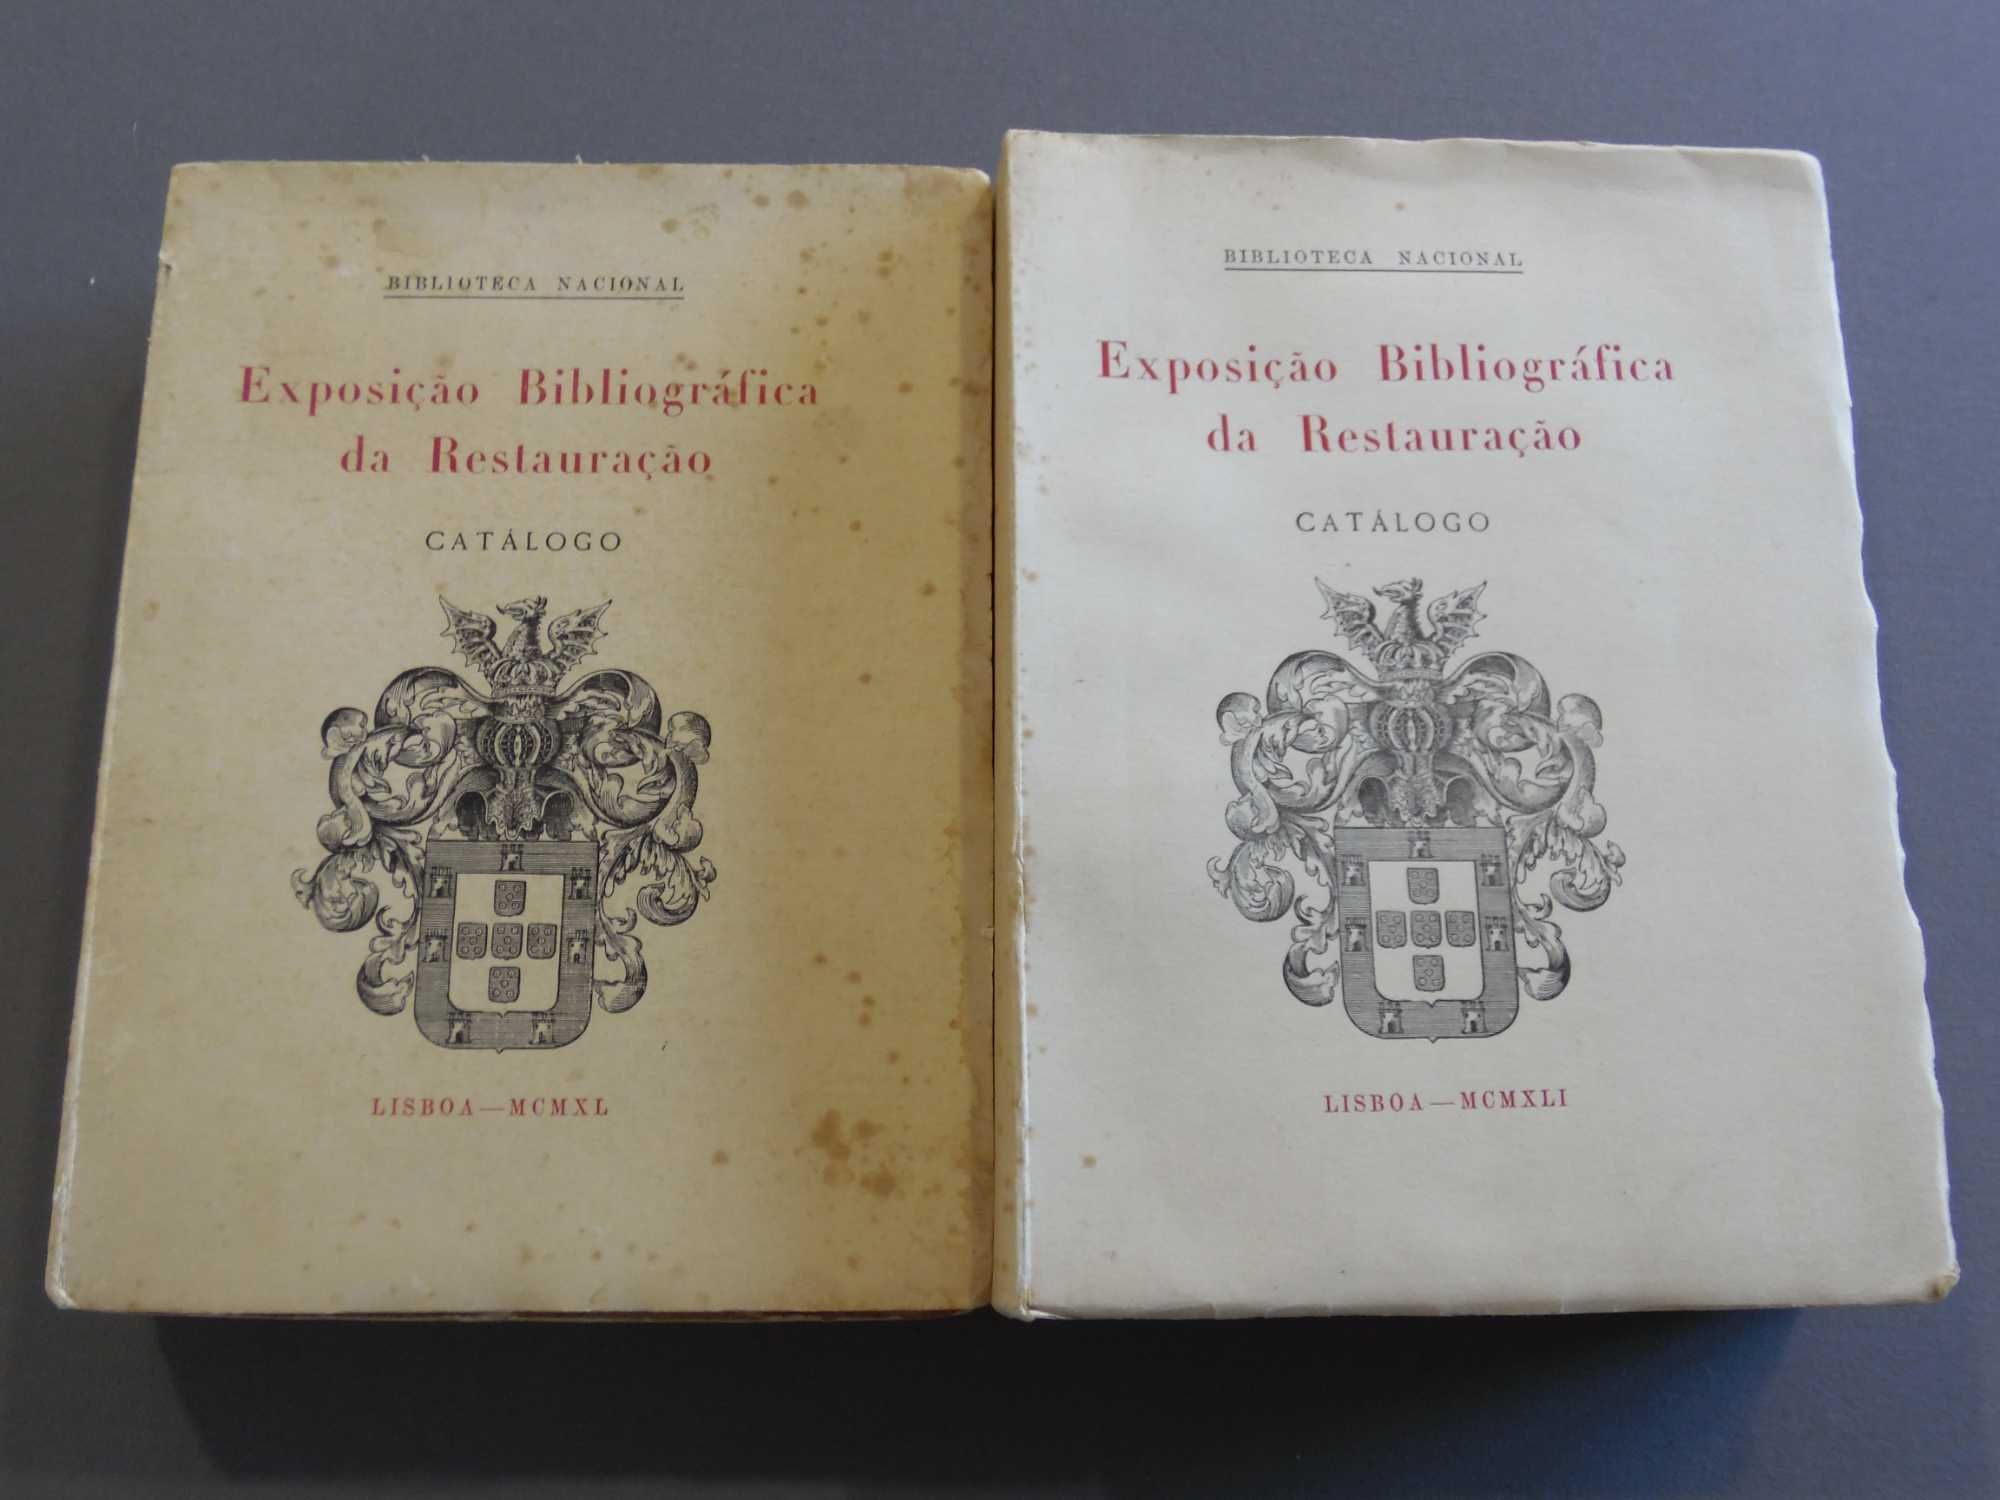 BIBLIOTECA NACIONAL
Exposição Bibliográfica
da Restauração
CATÁLOGO
LISBOA — MCMXL
BIBLIOTECA NACIONAL
Exposição Bibliográfica
da Restauração
CATÁLOGO
LISBOA — MCMXLI